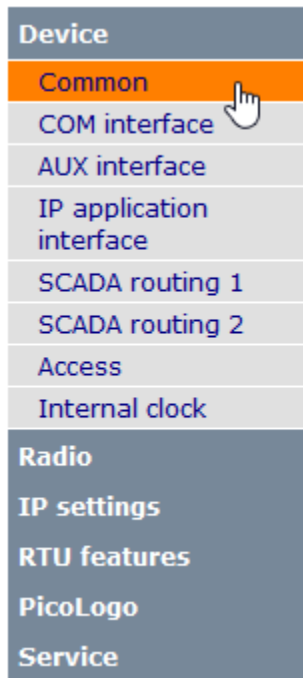 Device
Common
COM interface
AUX interface
IP application
interface
SCADA routing 1
SCADA routing 2
Access
Internal clock
Radio
IP settings
RTU features
PicoLogo
Service